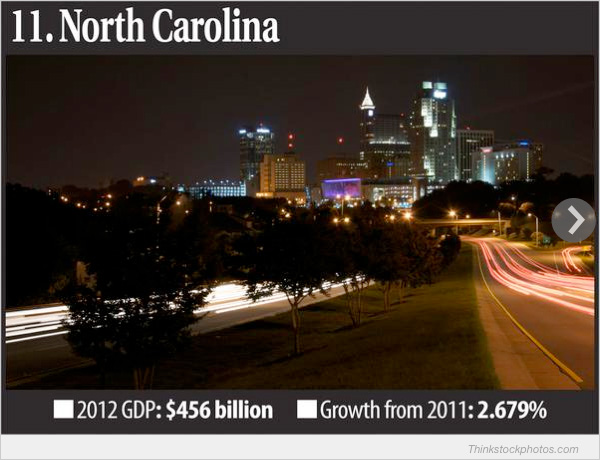 11. North Carolina
2012 GDP: $456 billion Growth from 2011: 2.679%
Thinkstockphotos.com